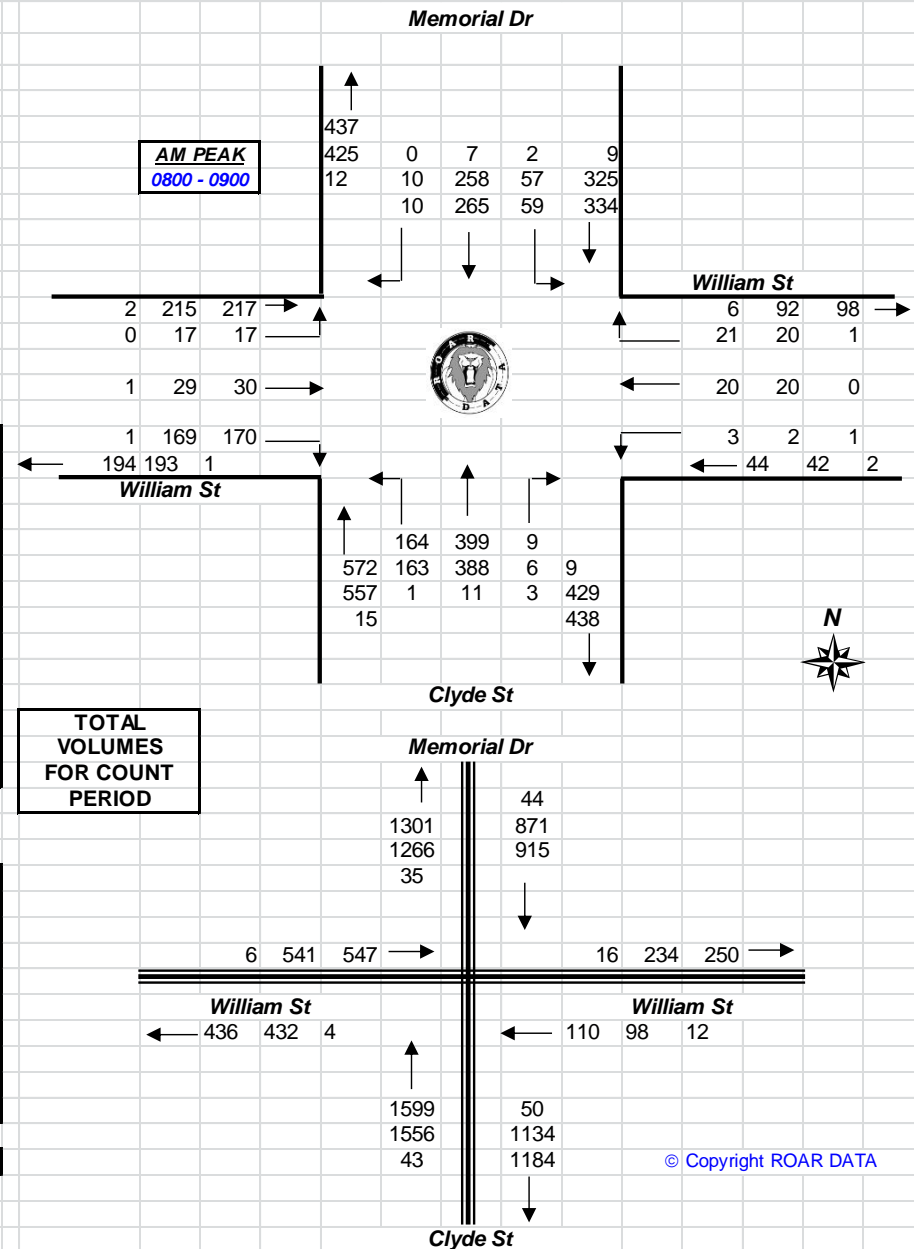 Memorial Dr
437
AM PEAK 425 0 7 2 9
0800 - 0900 12 10 258 57 325
10 265 59 334
William St
2 215 217 6 92 98
0 17 17 21 20 1
ROAR DATA
1 29 30 20 20 0
1 169 170 3 2 1
194 193 1 44 42 2
William St
164 399 9
572 163 388 6 9
557 1 11 3 429
15 438
N
Clyde St
TOTAL
VOLUMES
FOR COUNT
PERIOD
Memorial Dr
44
1301 871
1266 915
35
6 541 547 16 234 250
William St William St
436 432 4 110 98 12
1599 50
1556 1134
43 1184
© Copyright ROAR DATA
Clyde St